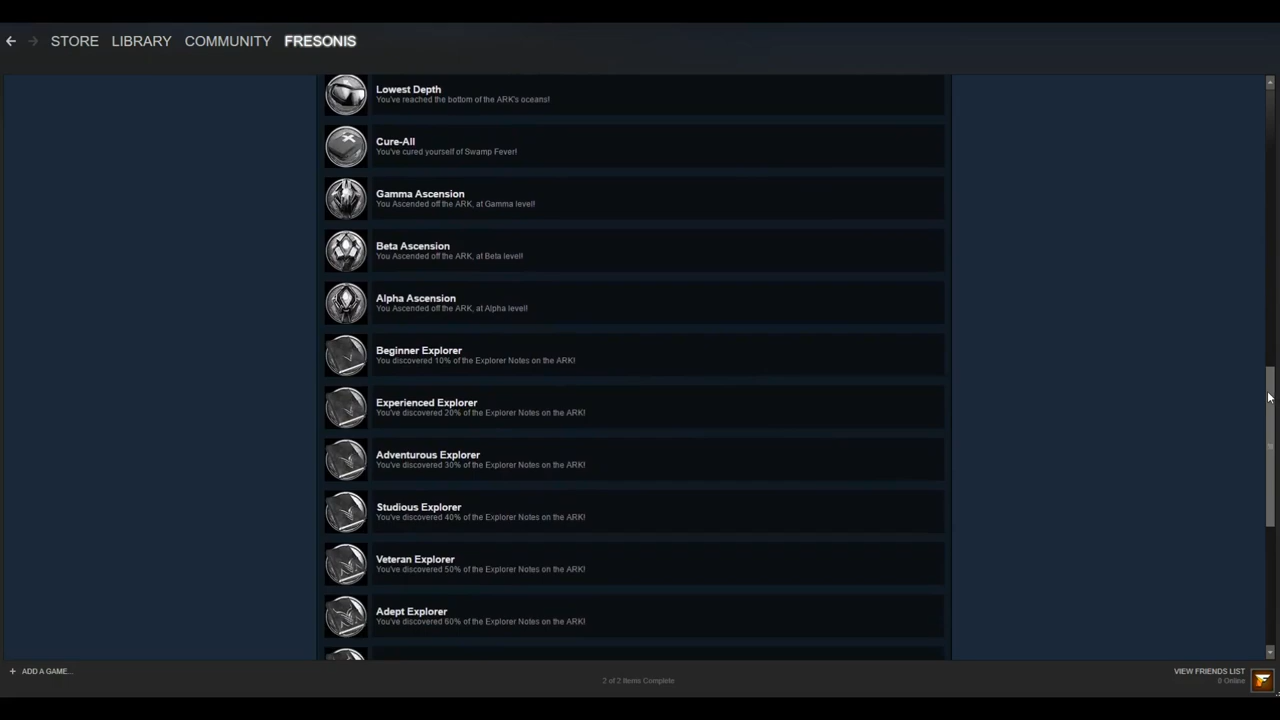 STORE LIBRARY COMMUNITY FRESONIS
Lowest Depth
You've reached the bottom of the ARK's oceans!
Cure-All
You've cured yourself of Swamp Fever!
Gamma Ascension
You Ascended off the ARK, at Gamma level!
Beta Ascension
You Ascended off the ARK, at Beta level!
Alpha Ascension
You Ascended off the ARK, at Alpha level!
Beginner Explorer
You discovered 10% of the Explorer Notes on the ARK!
Experienced Explorer
You've discovered 20% of the Explorer Notes on the ARK!
Adventurous Explorer
You've discovered 30% of the Explorer Notes on the ARK!
Studious Explorer
You've discovered 40% of the Explorer Notes on the ARK!
Veteran Explorer
You've discovered 50% of the Explorer Notes on the ARK!
Adept Explorer
You've discovered 60% of the Explorer Notes on the ARK!
+ ADD A GAME...
2 of 2 Items Complete
VIEW FRIENDS LIST
0 Online